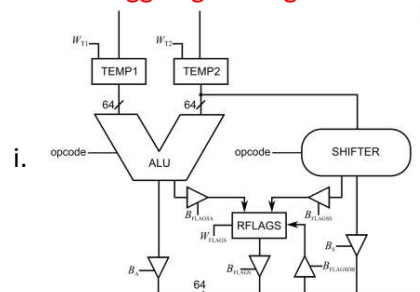 W_T1
W_T2
TEMP1
TEMP2
64
64
i.
opcode
ALU
opcode
SHIFTER
B_FLAGSA
B_FLAGSS
RFLAGS
W_FLAGS
B_A
B_FLAGS
B_FLAGSDB
B_S
64